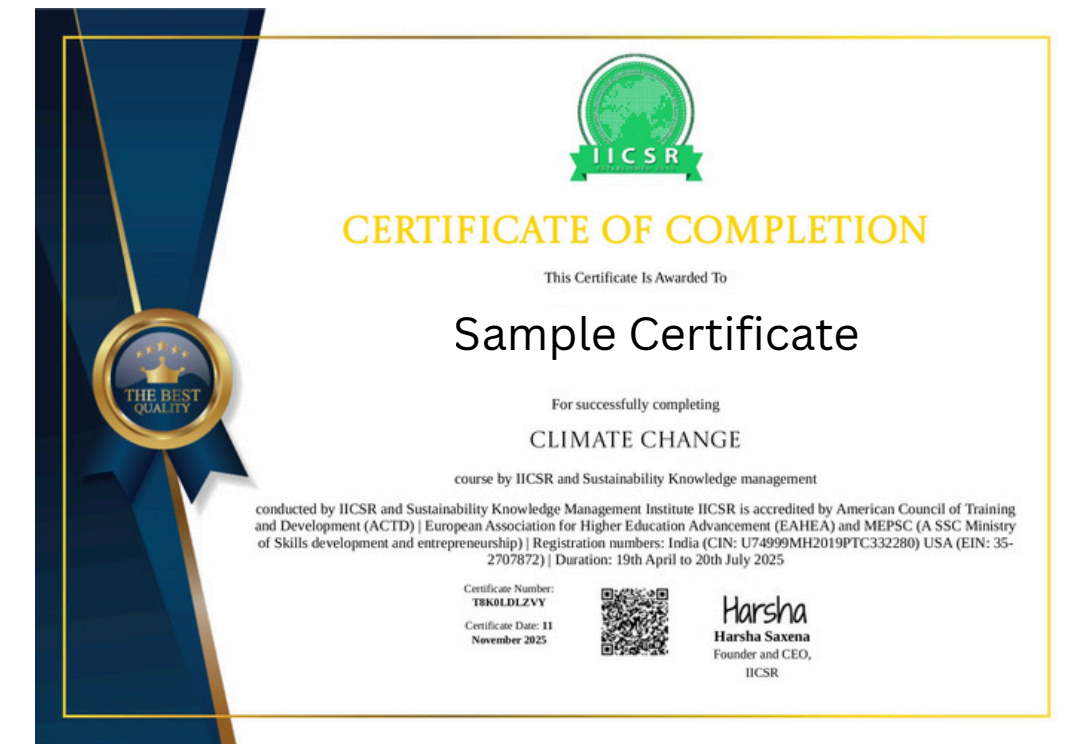 IICSR
CERTIFICATE OF COMPLETION
This Certificate Is Awarded To
Sample Certificate
THE BEST
QUALITY
For successfully completing
CLIMATE CHANGE
course by IICSR and Sustainability Knowledge management
conducted by IICSR and Sustainability Knowledge Management Institute IICSR is accredited by American Council of Training
and Development (ACTD) | European Association for Higher Education Advancement (EAHEA) and MEPSC (A SSC Ministry
of Skills development and entrepreneurship) | Registration numbers: India (CIN: U74999MH2019PTC332280) USA (EIN: 35-
2707872) | Duration: 19th April to 20th July 2025
Certificate Number:
T8K0LDLZVY
Certificate Date: 11
November 2025
Harsha
Harsha Saxena
Founder and CEO,
IICSR